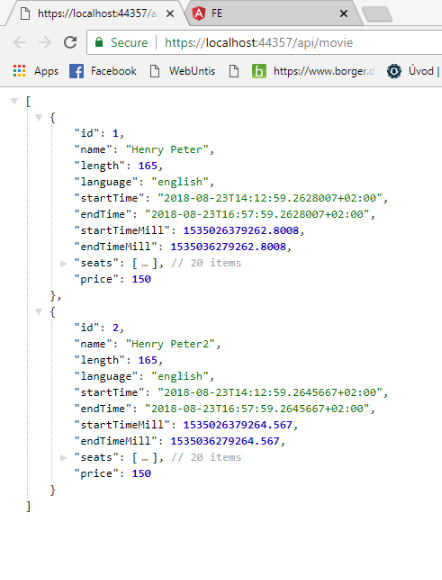 https://localhost:44357/a
FE
Secure | https://localhost:44357/api/movie
Apps Facebook WebUntis https://www.borger. Úvod |
[
{
"id": 1,
"name": "Henry Peter",
"length": 165,
"language": "english",
"startTime": "2018-08-23T14:12:59.2628007+02:00",
"endTime": "2018-08-23T16:57:59.2628007+02:00",
"startTimeMill": 1535026379262.8008,
"endTimeMill": 1535036279262.8008,
"seats": [ … ], // 20 items
"price": 150
},
{
"id": 2,
"name": "Henry Peter2",
"length": 165,
"language": "english",
"startTime": "2018-08-23T14:12:59.2645667+02:00",
"endTime": "2018-08-23T16:57:59.2645667+02:00",
"startTimeMill": 1535026379264.567,
"endTimeMill": 1535036279264.567,
"seats": [ … ], // 20 items
"price": 150
}
]